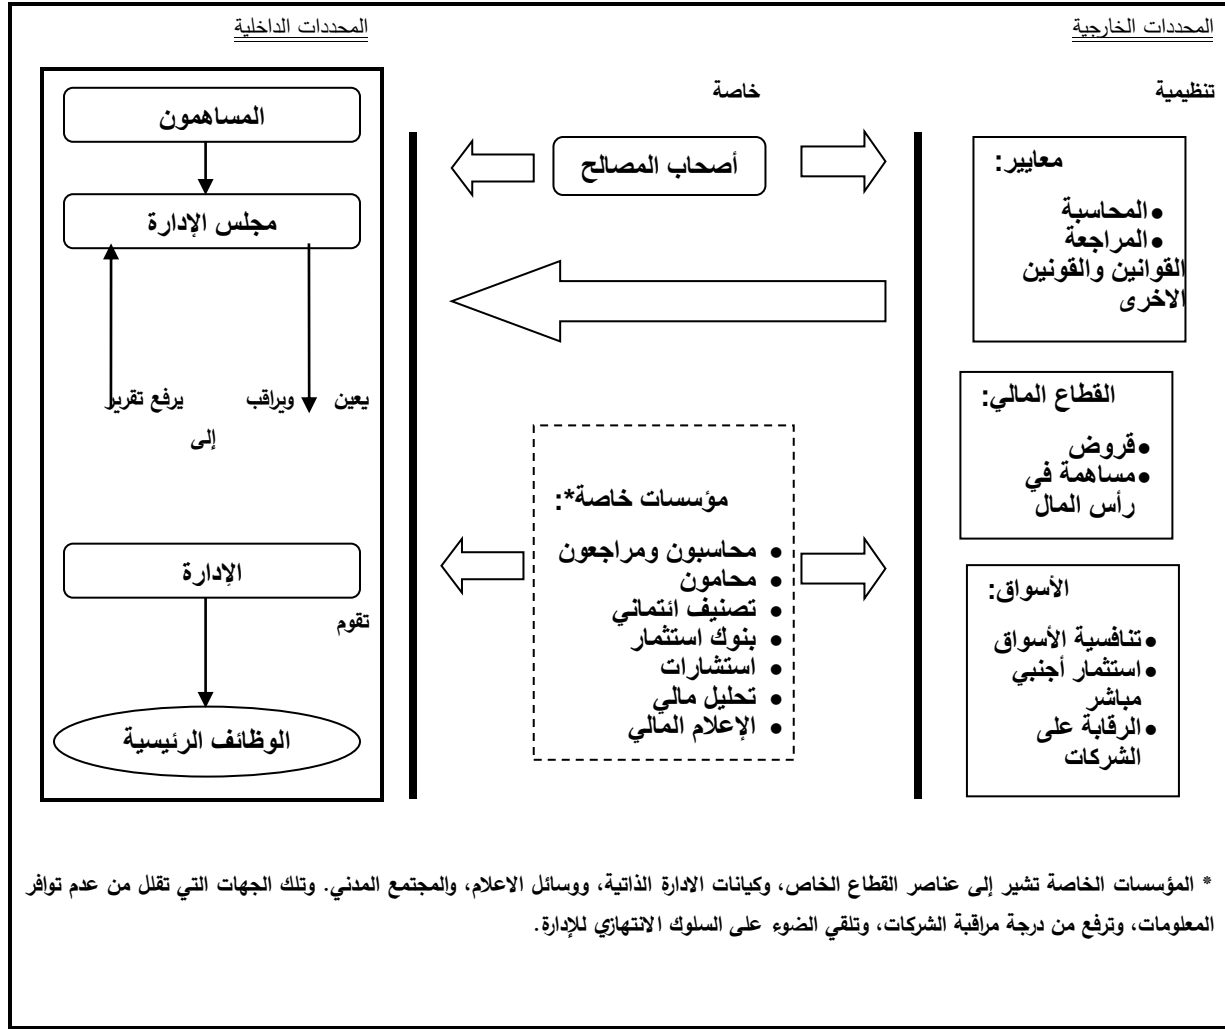 المحددات الخارجية
المحددات الداخلية
تنظيمية
خاصة
معايير:
●المحاسبة
●المراجعة
القوانين والقونين
الاخرى
القطاع المالي:
●قروض
●مساهمة في
رأس المال
الأسواق:
●تنافسية الأسواق
●استثمار أجنبي
مباشر
●الرقابة على
الشركات
أصحاب المصالح
مؤسسات خاصة*:
● محاسبون ومراجعون
● محامون
● تصنيف ائتماني
● بنوك استثمار
● استشارات
● تحليل مالي
● الإعلام المالي
المساهمون
مجلس الإدارة
يعين ويراقب يرفع تقرير
إلى
الإدارة
تقوم
الوظائف الرئيسية
* المؤسسات الخاصة تشير إلى عناصر القطاع الخاص، وكيانات الادارة الذاتية، ووسائل الاعلام، والمجتمع المدني. وتلك الجهات التي تقلل من عدم توافر
المعلومات، وترفع من درجة مراقبة الشركات، وتلقي الضوء على السلوك الانتهازي للإدارة.